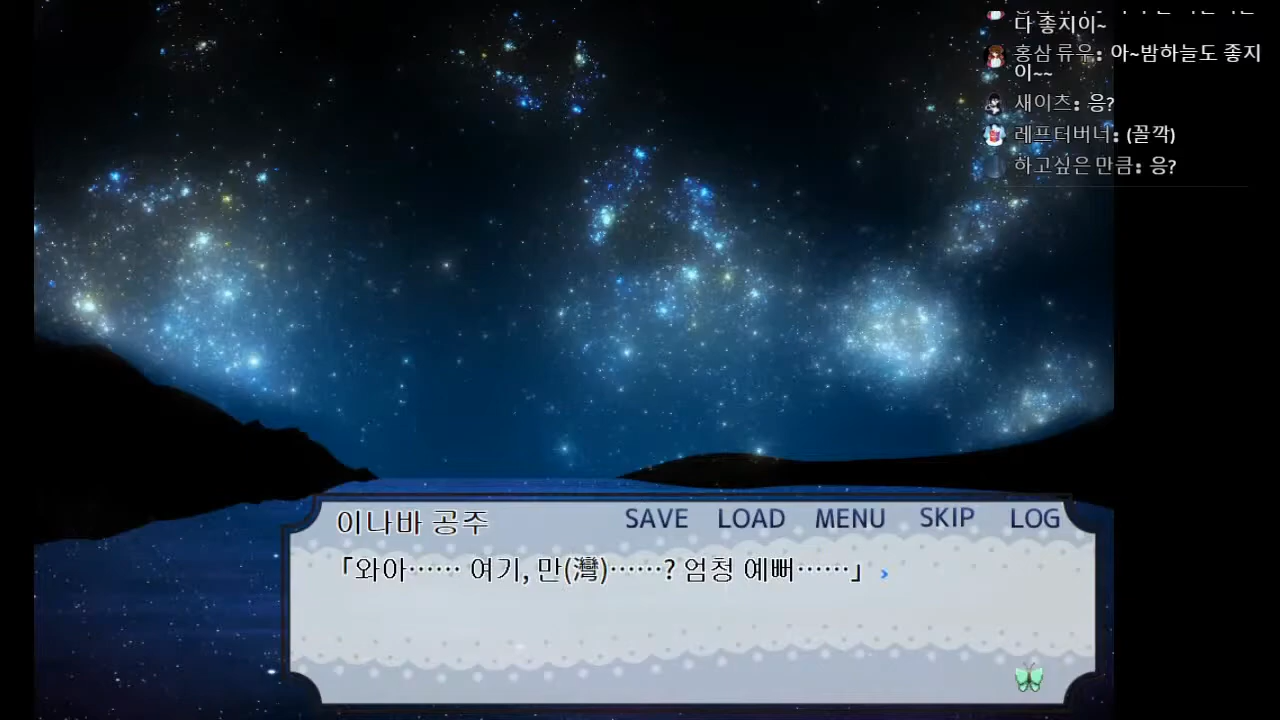 다 좋지이~
홍삼 류우: 아~밤하늘도 좋지
이~~
새이츠: 응?
레프터버너: (꼴깍)
하고싶은 만큼: 응?
이나바 공주
SAVE LOAD MENU SKIP LOG
「와아…… 여기, 만(灣)……? 엄청 예뻐……」